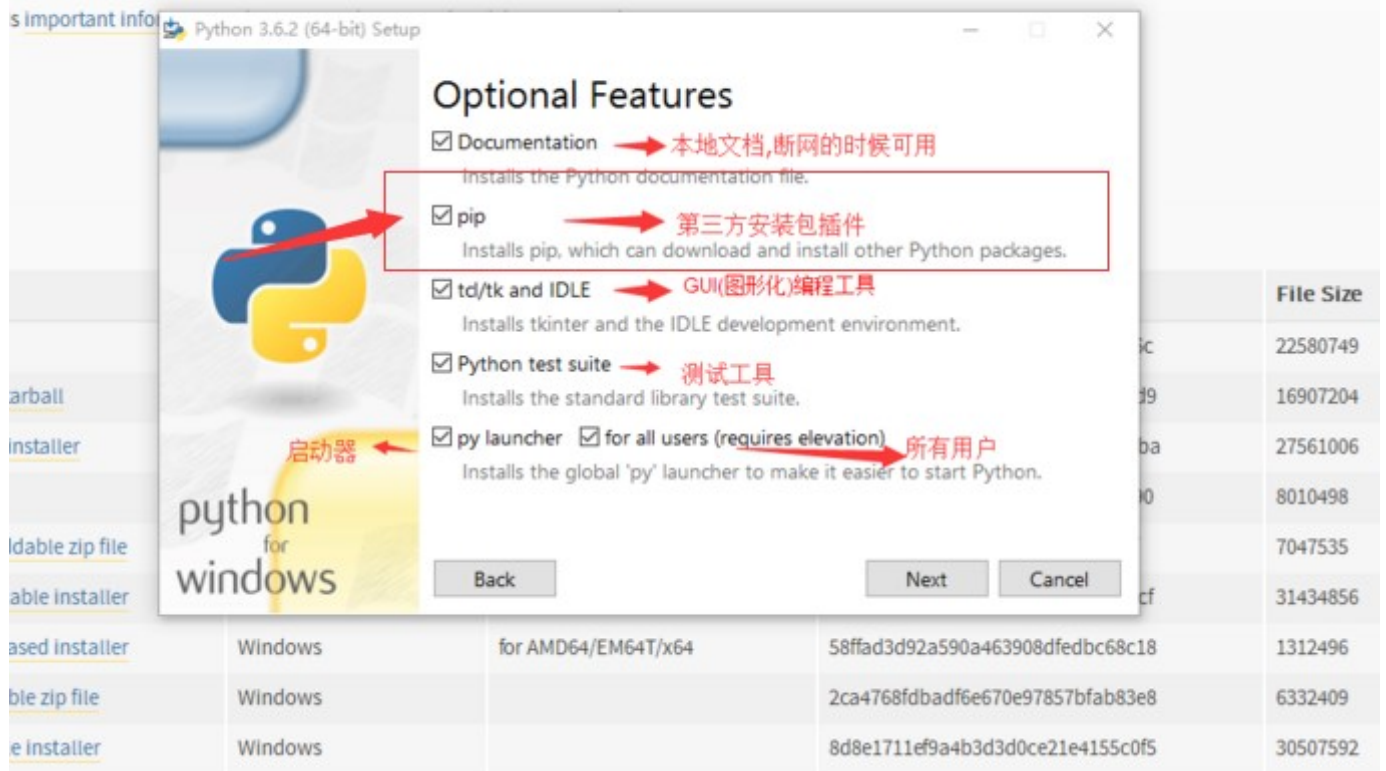 s important info
Python 3.6.2 (64-bit) Setup
Optional Features
Documentation 本地文档,断网的时候可用
Installs the Python documentation file.
pip 第三方安装包插件
Installs pip, which can download and install other Python packages.
tcl/tk and IDLE GUI(图形化)编程工具
Installs tkinter and the IDLE development environment.
Python test suite 测试工具
Installs the standard library test suite.
启动器 py launcher for all users (requires elevation) 所有用户
Installs the global 'py' launcher to make it easier to start Python.
python
for
windows
Back Next Cancel
File Size
22580749
arball d9 16907204
installer ba 27561006
8010498
ddable zip file 7047535
able installer cf 31434856
ased installer Windows for AMD64/EM64T/x64 58ffad3d92a590a463908dfedbc68c18 1312496
ble zip file Windows 2ca4768fdbadf6e670e97857bfab83e8 6332409
e installer Windows 8d8e1711ef9a4b3d3d0ce21e4155c0f5 30507592